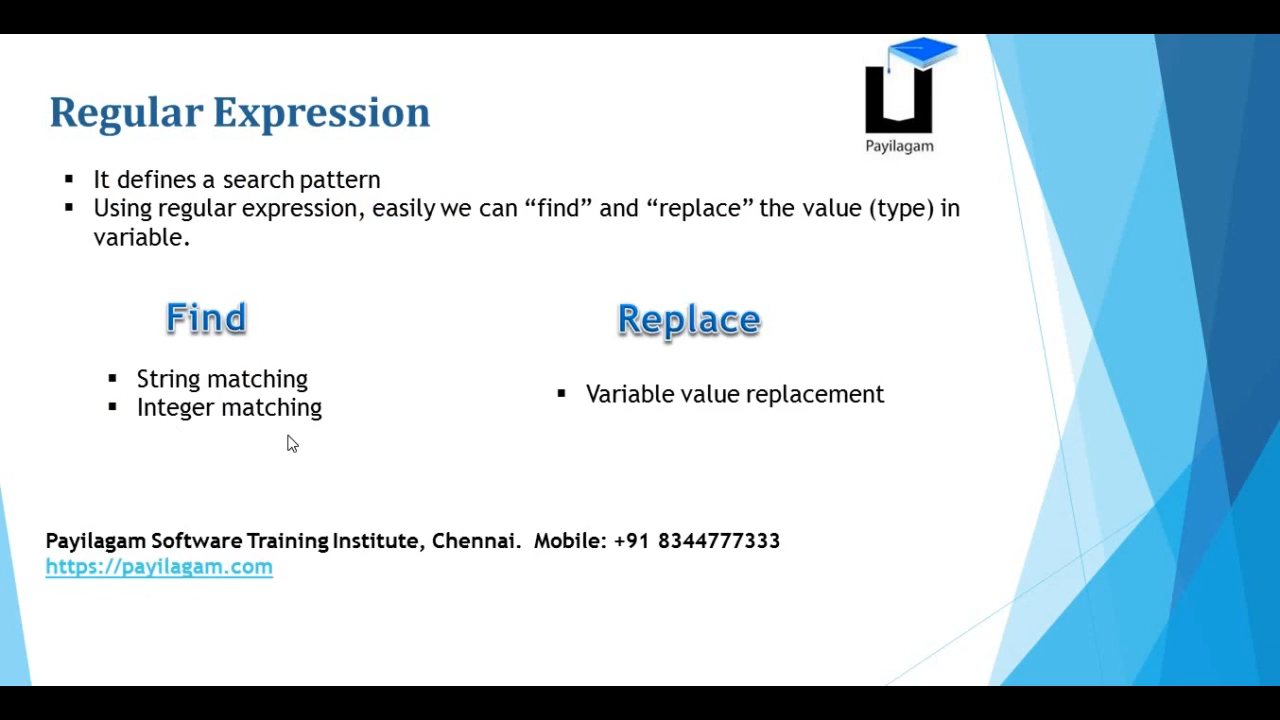 Payilagam
Regular Expression
▪ It defines a search pattern
▪ Using regular expression, easily we can “find” and “replace” the value (type) in
variable.
Find
▪ String matching
▪ Integer matching
Replace
▪ Variable value replacement
Payilagam Software Training Institute, Chennai. Mobile: +91 8344777333
https://payilagam.com